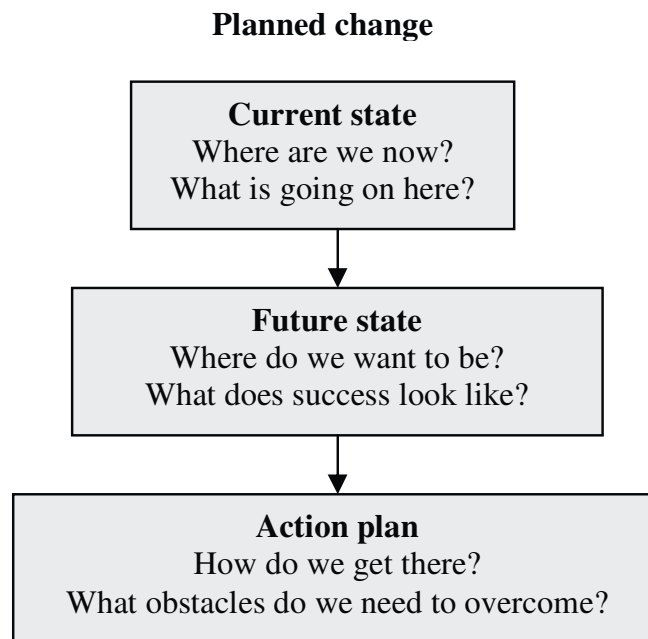 Planned change
Current state
Where are we now?
What is going on here?
Future state
Where do we want to be?
What does success look like?
Action plan
How do we get there?
What obstacles do we need to overcome?